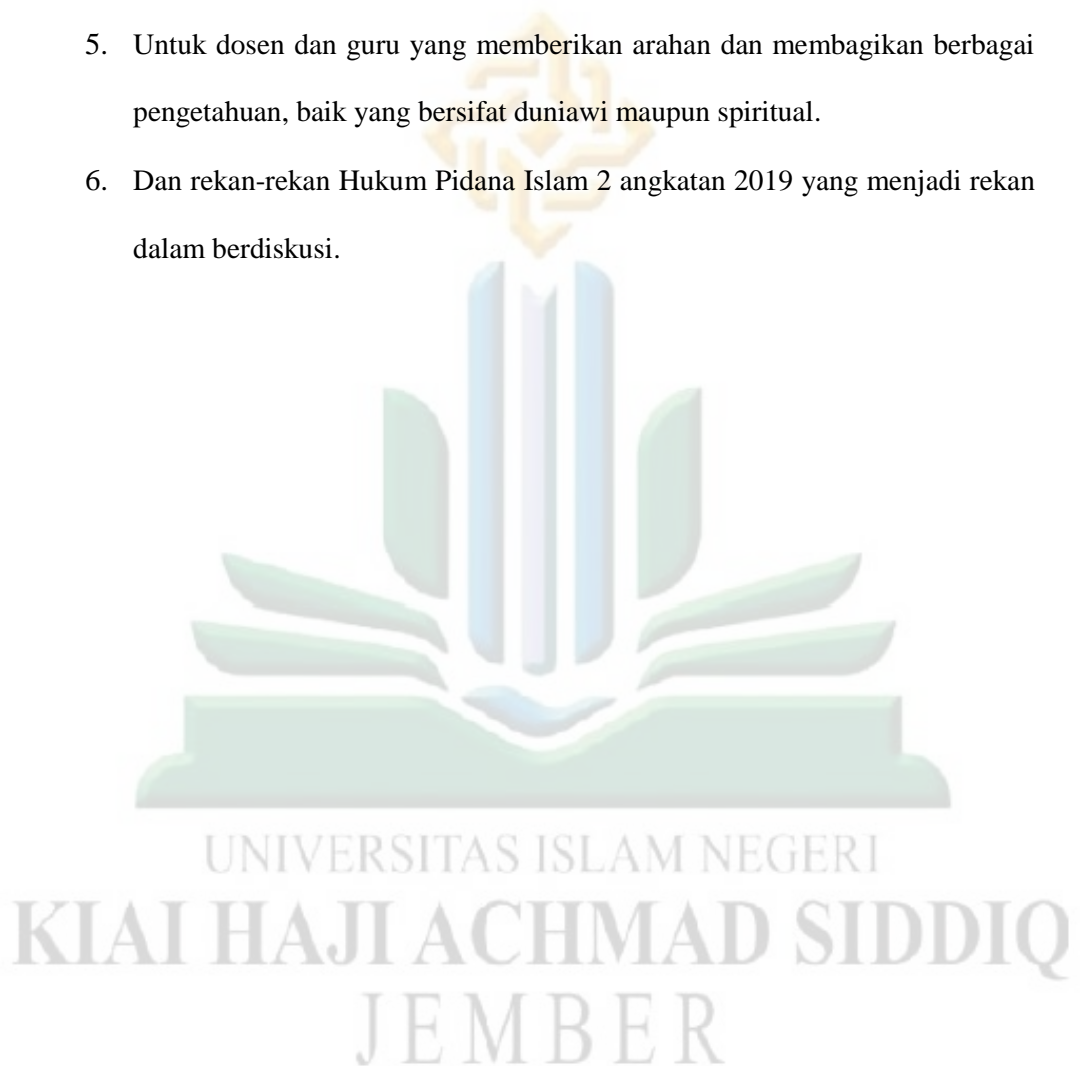 5. Untuk dosen dan guru yang memberikan arahan dan membagikan berbagai
pengetahuan, baik yang bersifat duniawi maupun spiritual.
6. Dan rekan-rekan Hukum Pidana Islam 2 angkatan 2019 yang menjadi rekan
dalam berdiskusi.
UNIVERSITAS ISLAM NEGERI
KIAI HAJI ACHMAD SIDDIQ
JEMBER